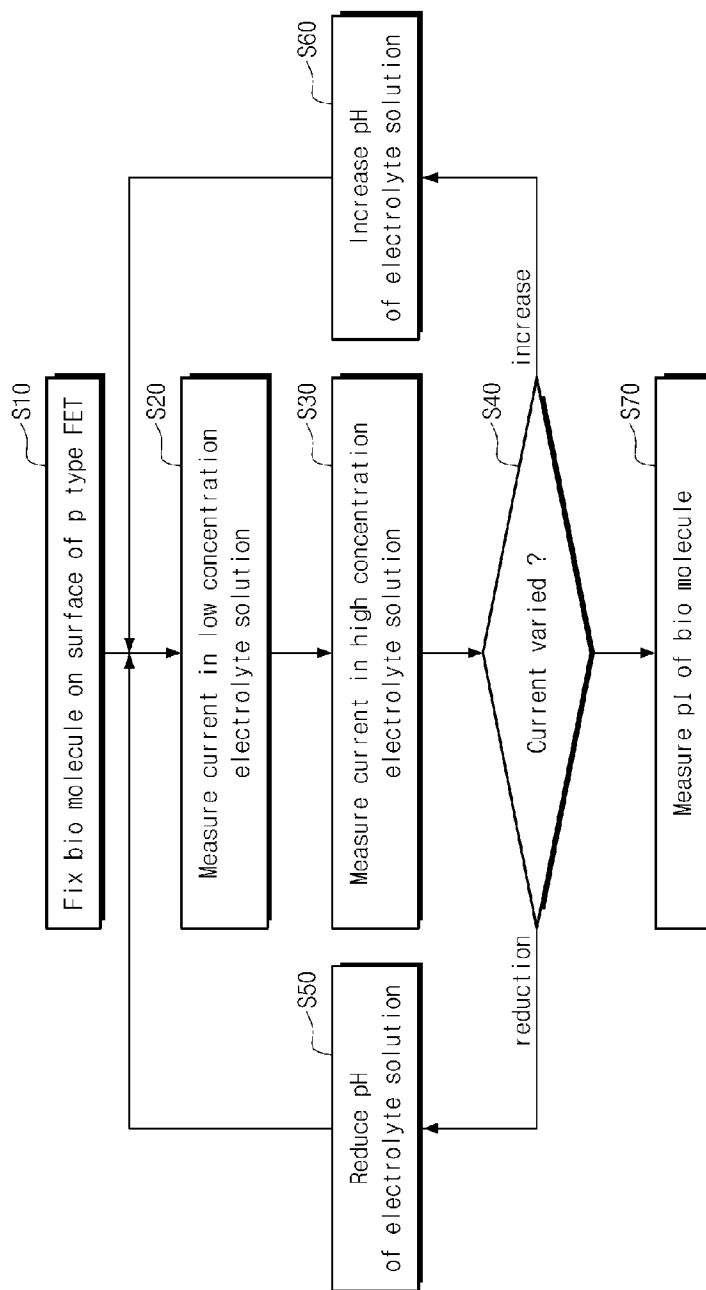 S10
Fix bio molecule on surface of p type FET
S20
Measure current in low concentration
electrolyte solution
S30
Measure current in high concentration
electrolyte solution
S40
Current varied ?
reduction
increase
S50
Reduce pH
of electrolyte solution
S60
Increase pH
of electrolyte solution
S70
Measure pI of bio molecule